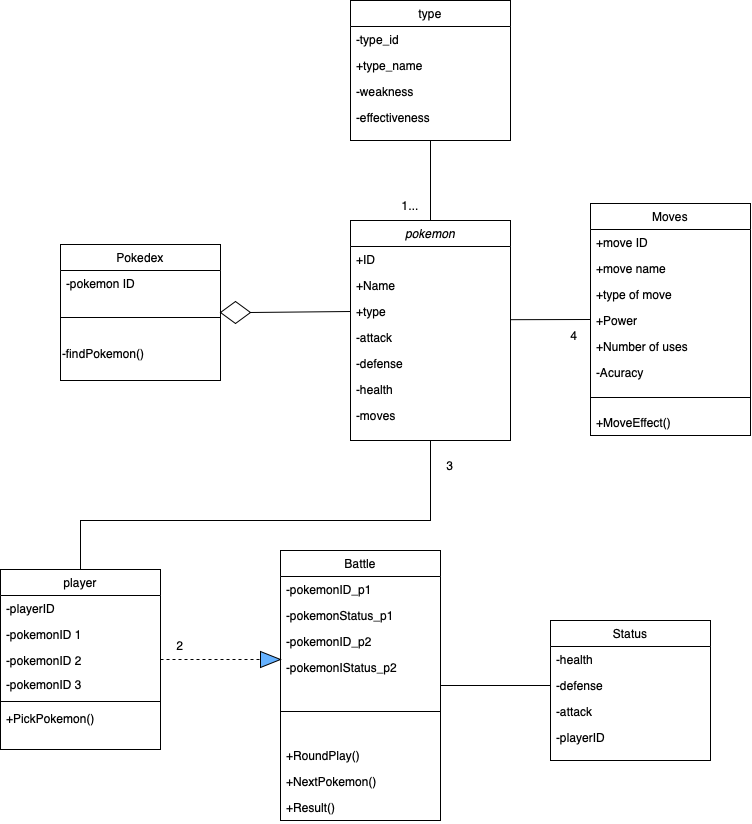 type
-type_id
+type_name
-weakness
-effectiveness
1...
pokemon
+ID
+Name
+type
-attack
-defense
-health
-moves
Pokedex
-pokemon ID
-findPokemon()
Moves
+move ID
+move name
+type of move
+Power
+Number of uses
-Acuracy
+MoveEffect()
4
3
player
-playerID
-pokemonID 1
-pokemonID 2
-pokemonID 3
+PickPokemon()
2
Battle
-pokemonID_p1
-pokemonStatus_p1
-pokemonID_p2
-pokemonIStatus_p2
+RoundPlay()
+NextPokemon()
+Result()
Status
-health
-defense
-attack
-playerID